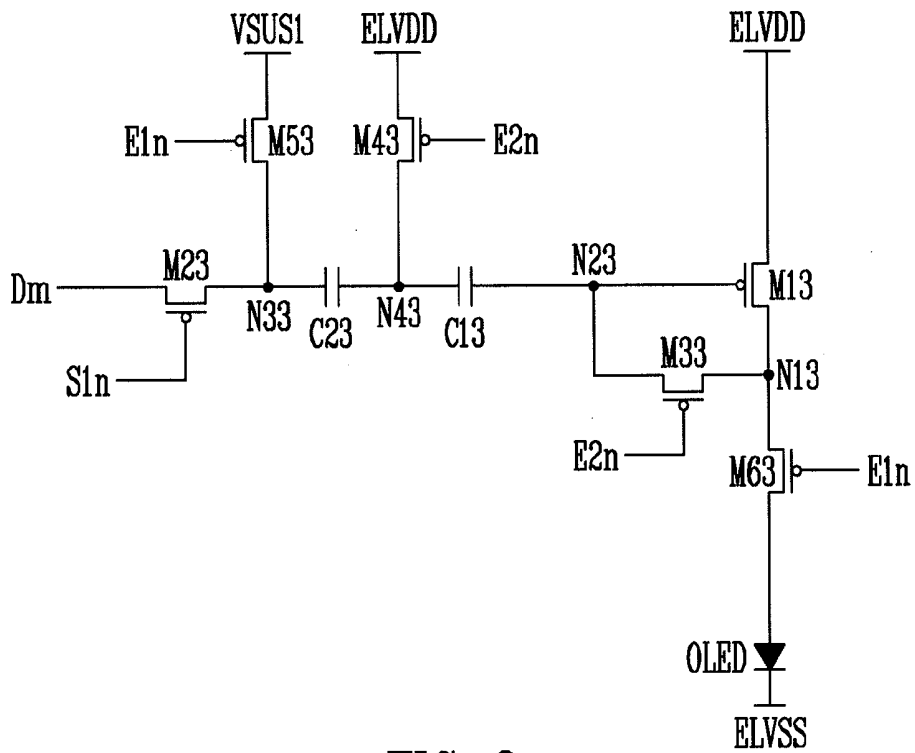 VSUS1 ELVDD ELVDD
E1n M53 M43 E2n
M23 N23
Dm M13
N33 C23 N43 C13
M33
S1n N13
E2n M63 E1n
OLED
ELVSS